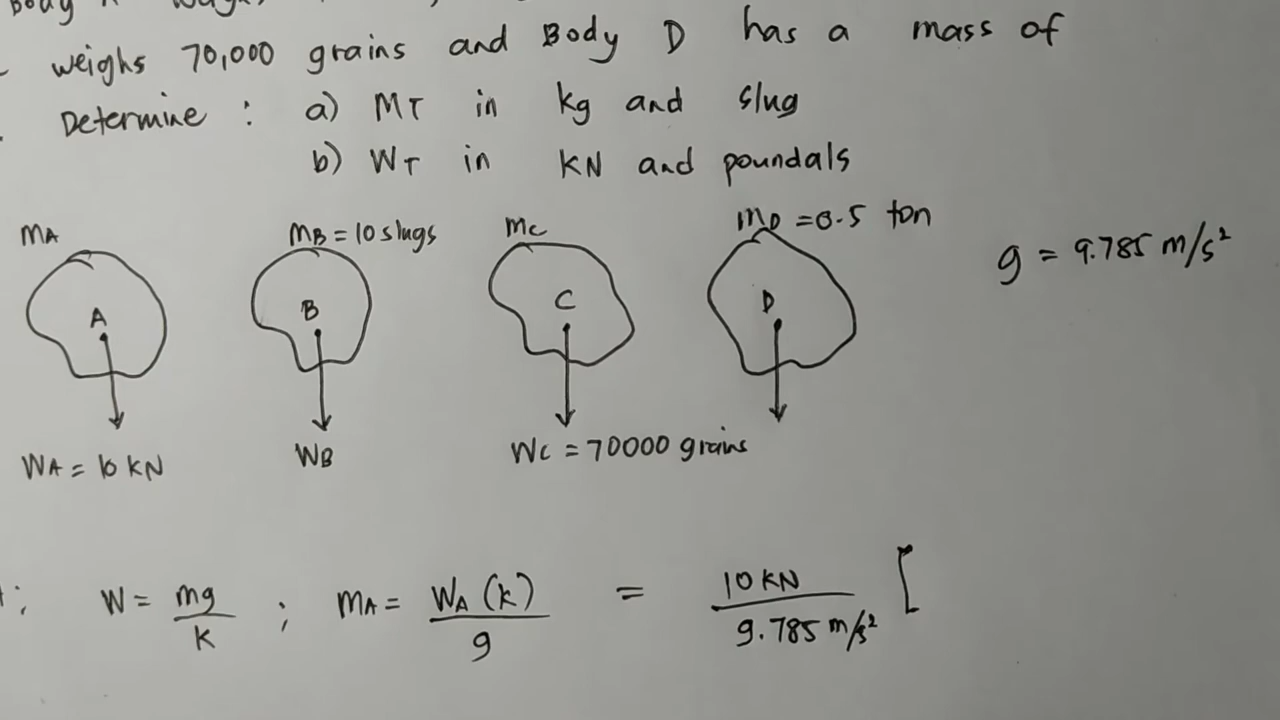 Body
weighs 70,000 grains and Body D has a mass of
Determine : a) MT in kg and slug
b) WT in KN and poundals
MA
MB = 10 slugs
MC
MD = 0.5 ton
g = 9.785 m/s²
A
B
C
D
WA = 10 KN
WB
WC = 70000 grains
W = mg/k ; MA = WA (k)/g = 10 KN/9.785 m/s² [